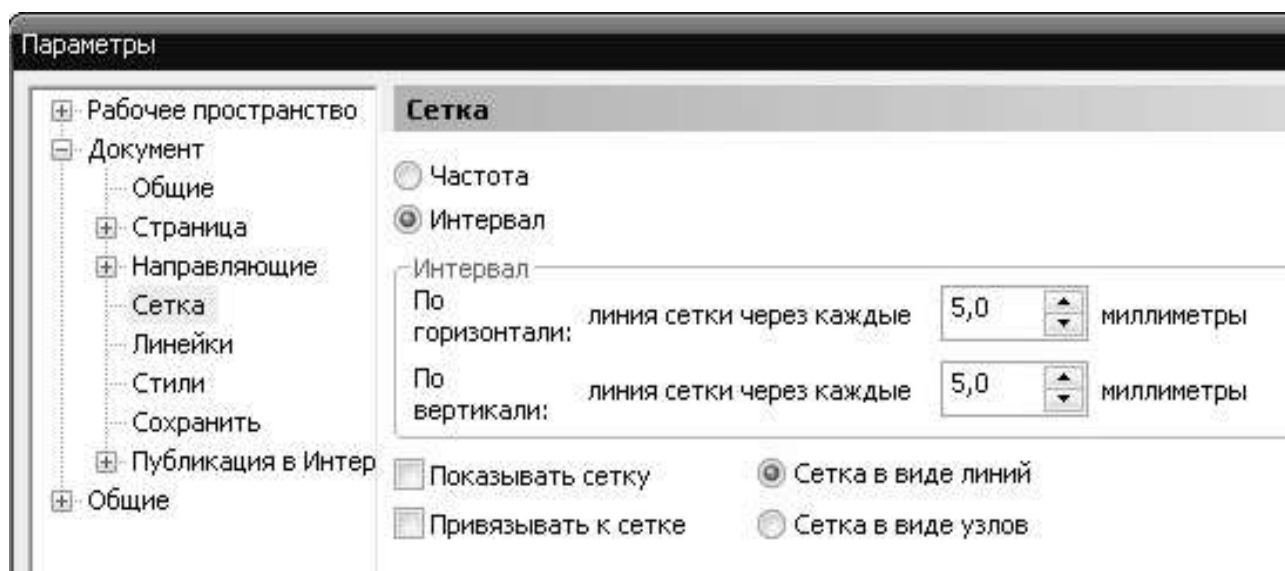 Параметры
Рабочее пространство
Документ
Общие
Страница
Направляющие
Сетка
Линейки
Стили
Сохранить
Публикация в Интер
Общие
Сетка
Частота
Интервал
Интервал
По горизонтали: линия сетки через каждые 5,0 миллиметры
По вертикали: линия сетки через каждые 5,0 миллиметры
Показывать сетку
Сетка в виде линий
Привязывать к сетке
Сетка в виде узлов